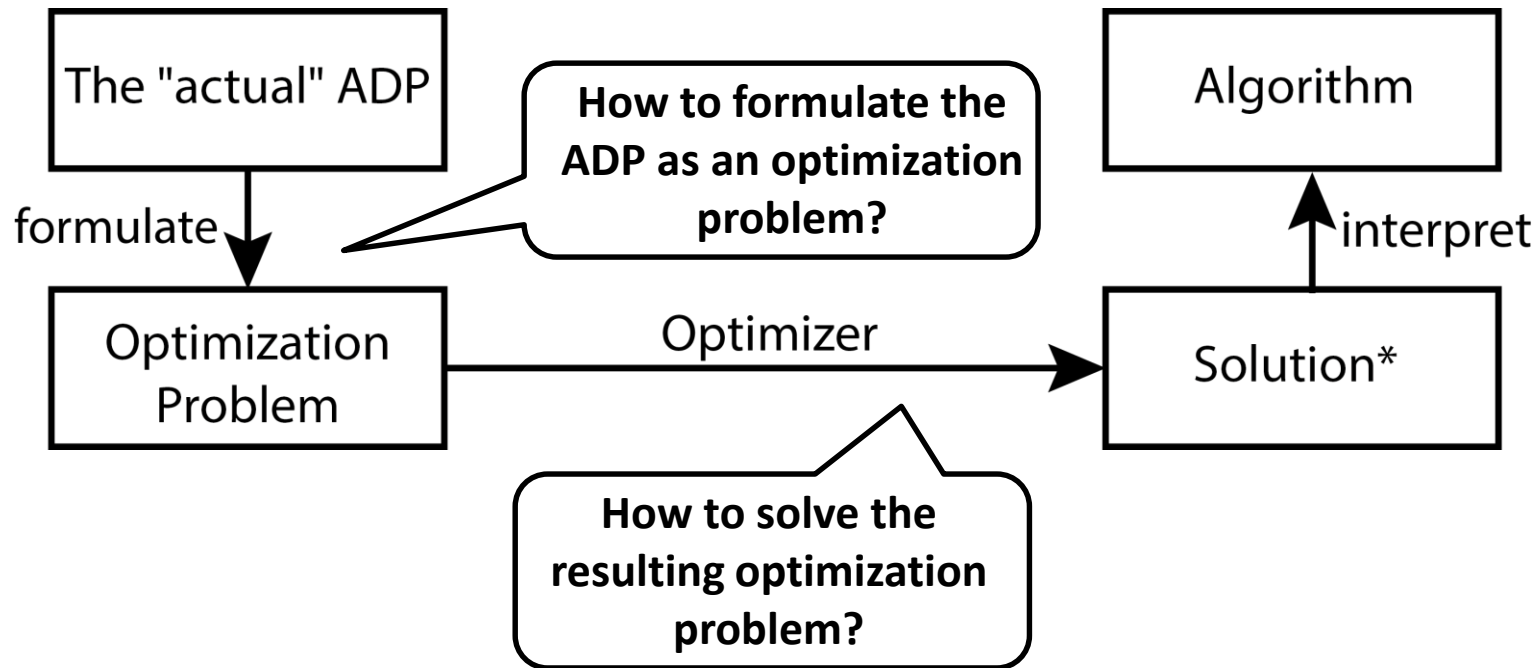 The "actual" ADP
How to formulate the
ADP as an optimization
problem?
Algorithm
formulate
interpret
Optimization
Problem
Optimizer
Solution*
How to solve the
resulting optimization
problem?